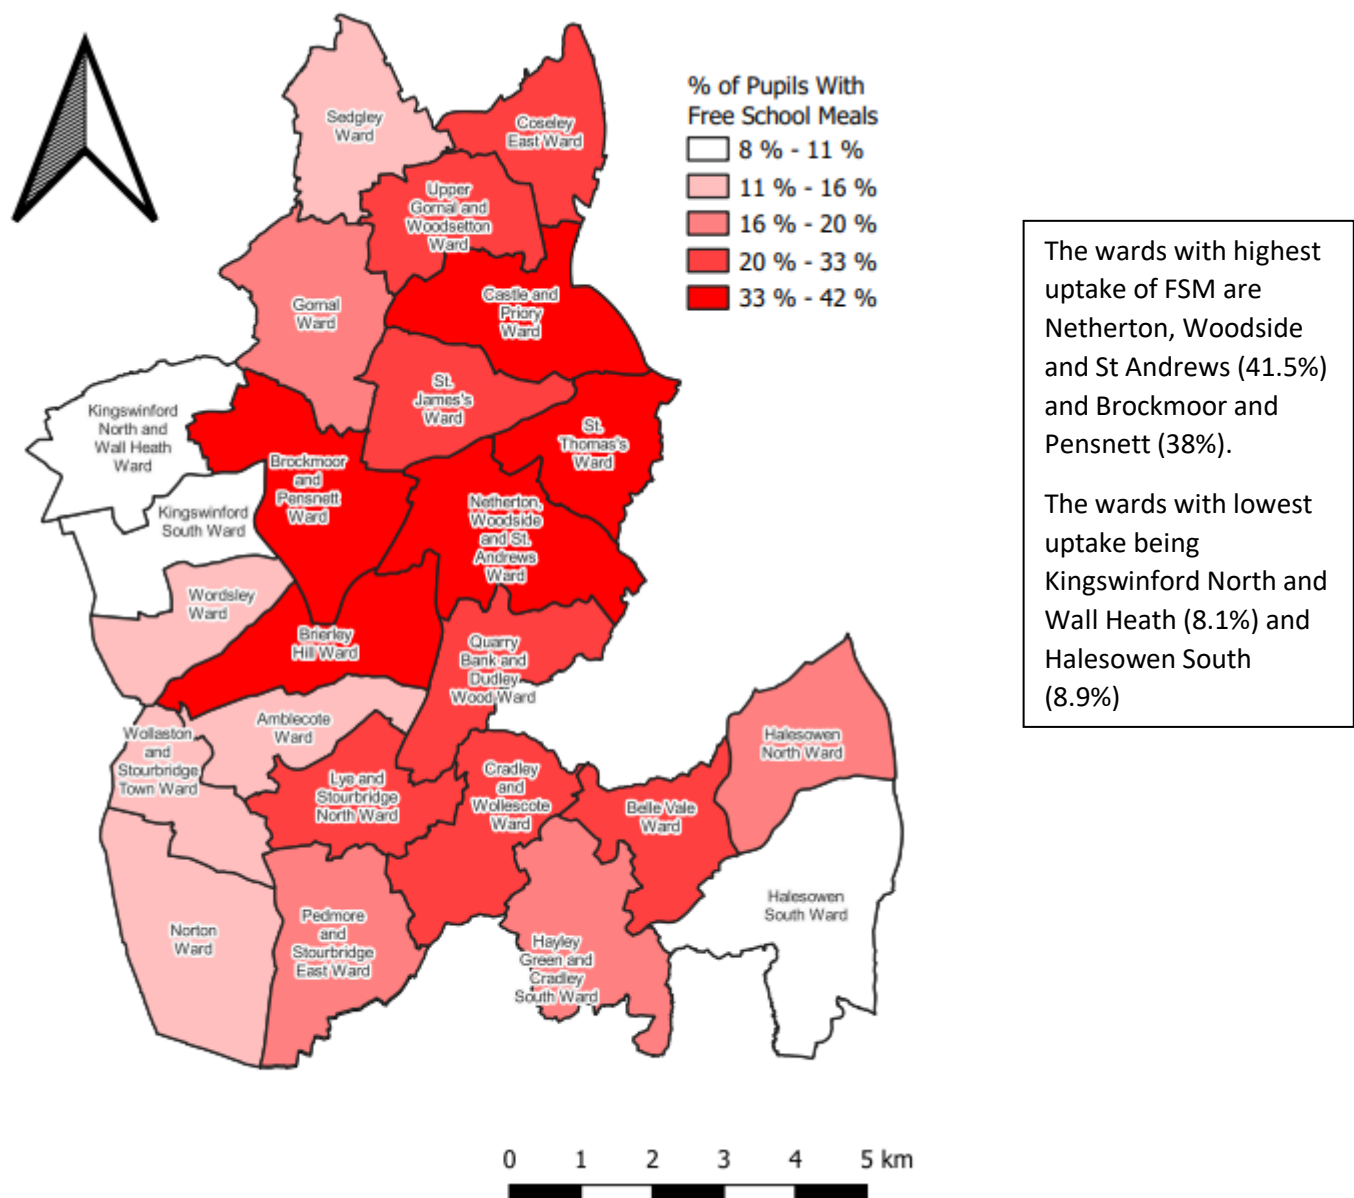 % of Pupils With
Free School Meals
8 % - 11 %
11 % - 16 %
16 % - 20 %
20 % - 33 %
33 % - 42 %
Sedgley
Ward
Coseley
East Ward
Upper
Gornal and
Woodsetton
Ward
Castle and
Priory
Ward
Gornal
Ward
St.
James's
Ward
St.
Thomas's
Ward
Kingswinford
North and
Wall Heath
Ward
Brockmoor
and
Pensnett
Ward
Kingswinford
South Ward
Netherton,
Woodside
and St.
Andrews
Ward
Wordsley
Ward
Brierley
Hill Ward
Quarry
Bank and
Dudley
Wood Ward
Amblecote
Ward
Wollaston
and
Stourbridge
Town Ward
Lye and
Stourbridge
North Ward
Cradley
and
Wollescote
Ward
Belle Vale
Ward
Halesowen
North Ward
Halesowen
South Ward
Norton
Ward
Pedmore
and
Stourbridge
East Ward
Hayley
Green and
Cradley
South Ward
The wards with highest
uptake of FSM are
Netherton, Woodside
and St Andrews (41.5%)
and Brockmoor and
Pensnett (38%).
The wards with lowest
uptake being
Kingswinford North and
Wall Heath (8.1%) and
Halesowen South
(8.9%)
0 1 2 3 4 5 km